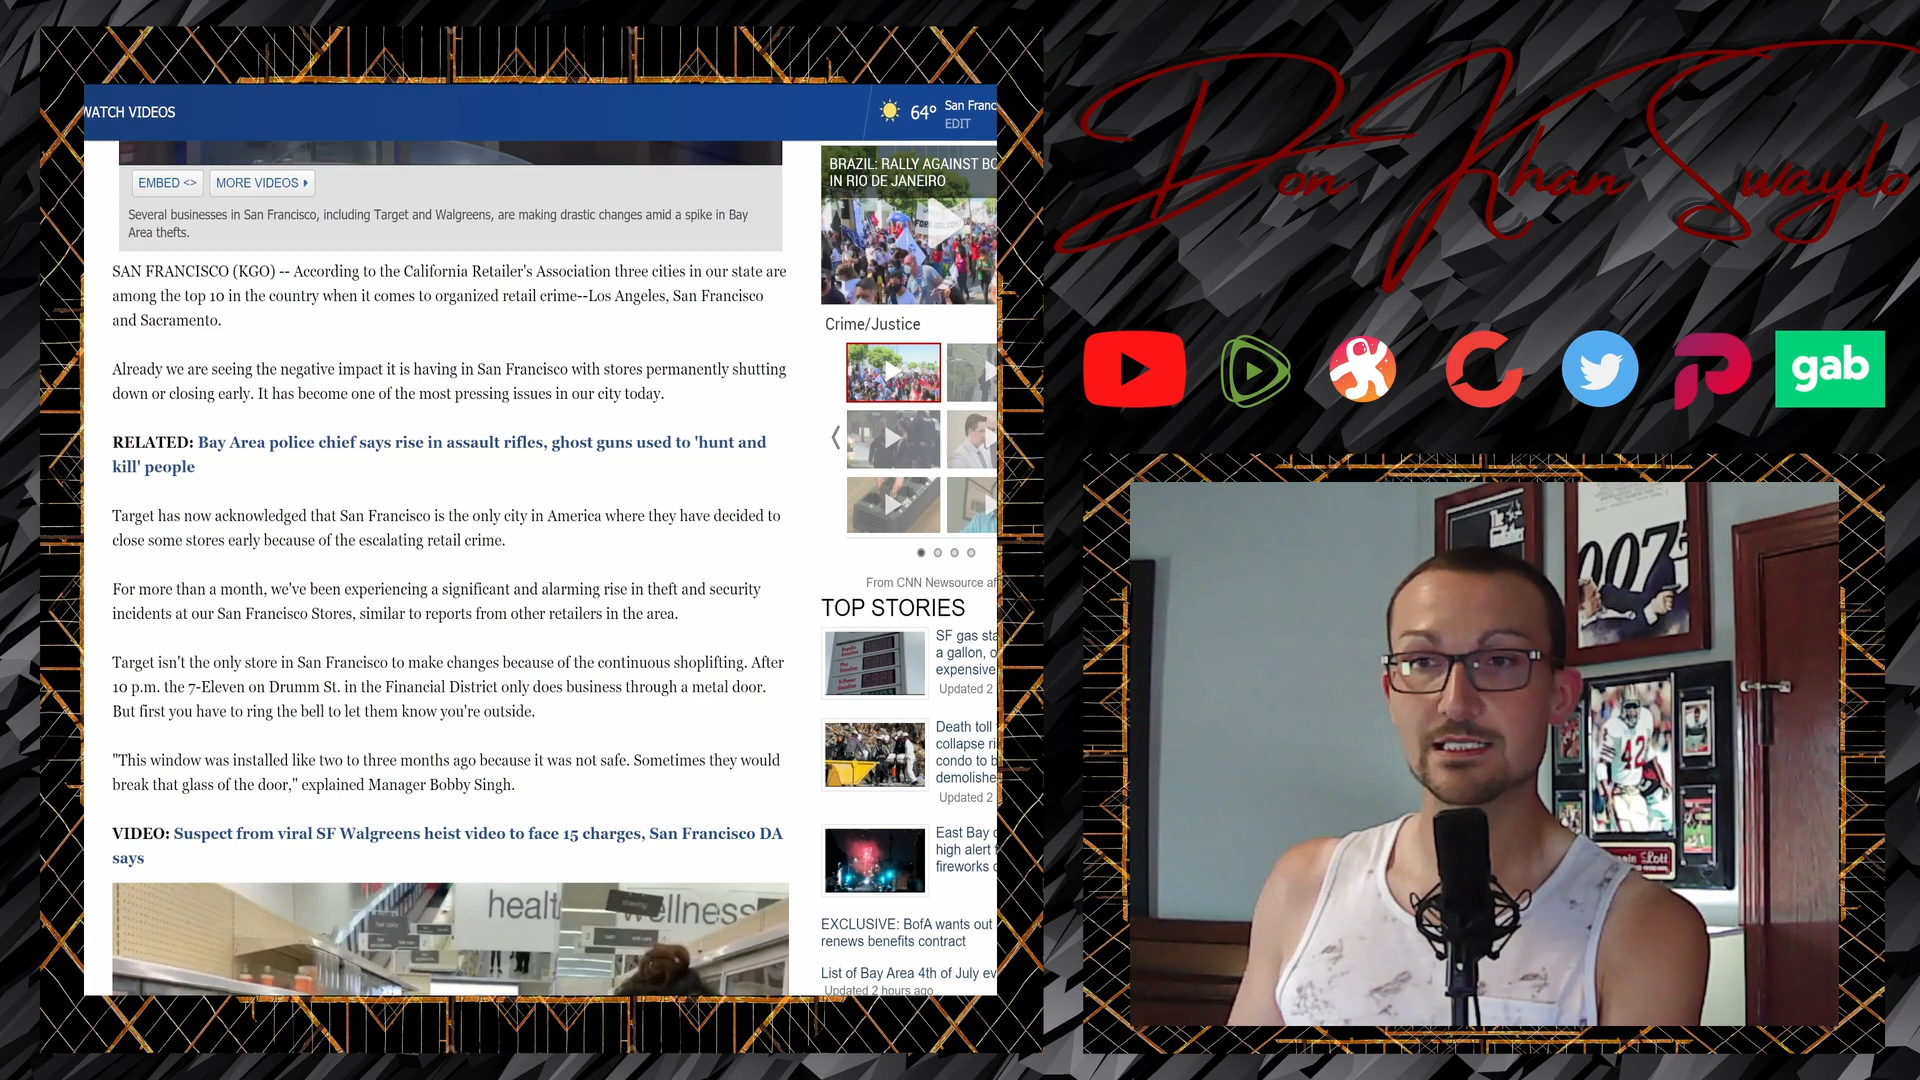 WATCH VIDEOS
64°
San Franc
EDIT
EMBED <>
MORE VIDEOS
Several businesses in San Francisco, including Target and Walgreens, are making drastic changes amid a spike in Bay
Area thefts.
SAN FRANCISCO (KGO) -- According to the California Retailer's Association three cities in our state are
among the top 10 in the country when it comes to organized retail crime--Los Angeles, San Francisco
and Sacramento.
Already we are seeing the negative impact it is having in San Francisco with stores permanently shutting
down or closing early. It has become one of the most pressing issues in our city today.
RELATED: Bay Area police chief says rise in assault rifles, ghost guns used to 'hunt and
kill' people
Target has now acknowledged that San Francisco is the only city in America where they have decided to
close some stores early because of the escalating retail crime.
For more than a month, we've been experiencing a significant and alarming rise in theft and security
incidents at our San Francisco Stores, similar to reports from other retailers in the area.
Target isn't the only store in San Francisco to make changes because of the continuous shoplifting. After
10 p.m. the 7-Eleven on Drumm St. in the Financial District only does business through a metal door.
But first you have to ring the bell to let them know you're outside.
"This window was installed like two to three months ago because it was not safe. Sometimes they would
break that glass of the door," explained Manager Bobby Singh.
VIDEO: Suspect from viral SF Walgreens heist video to face 15 charges, San Francisco DA
says
healt
wellness
BRAZIL: RALLY AGAINST BO
IN RIO DE JANEIRO
Crime/Justice
From CNN Newsource af
TOP STORIES
SF gas sta
a gallon, o
expensive
Updated 2
Death toll
collapse ri
condo to b
demolishe
Updated 2
East Bay c
high alert f
fireworks c
EXCLUSIVE: BofA wants out
renews benefits contract
List of Bay Area 4th of July ev
Updated 2 hours ago
Don Khan Swaylo
gab
007
42